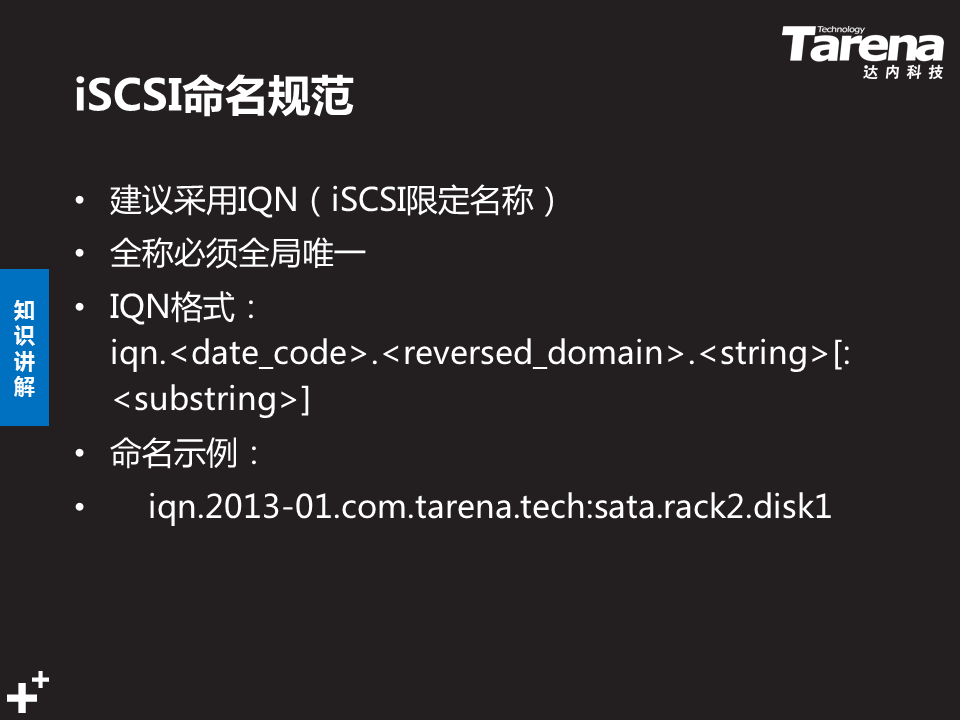 Technology
Tarena
达内科技
iSCSI命名规范
• 建议采用IQN（iSCSI限定名称）
• 全称必须全局唯一
• IQN格式：
iqn.<date_code>.<reversed_domain>.<string>[:
<substring>]
• 命名示例：
• iqn.2013-01.com.tarena.tech:sata.rack2.disk1
知识讲解